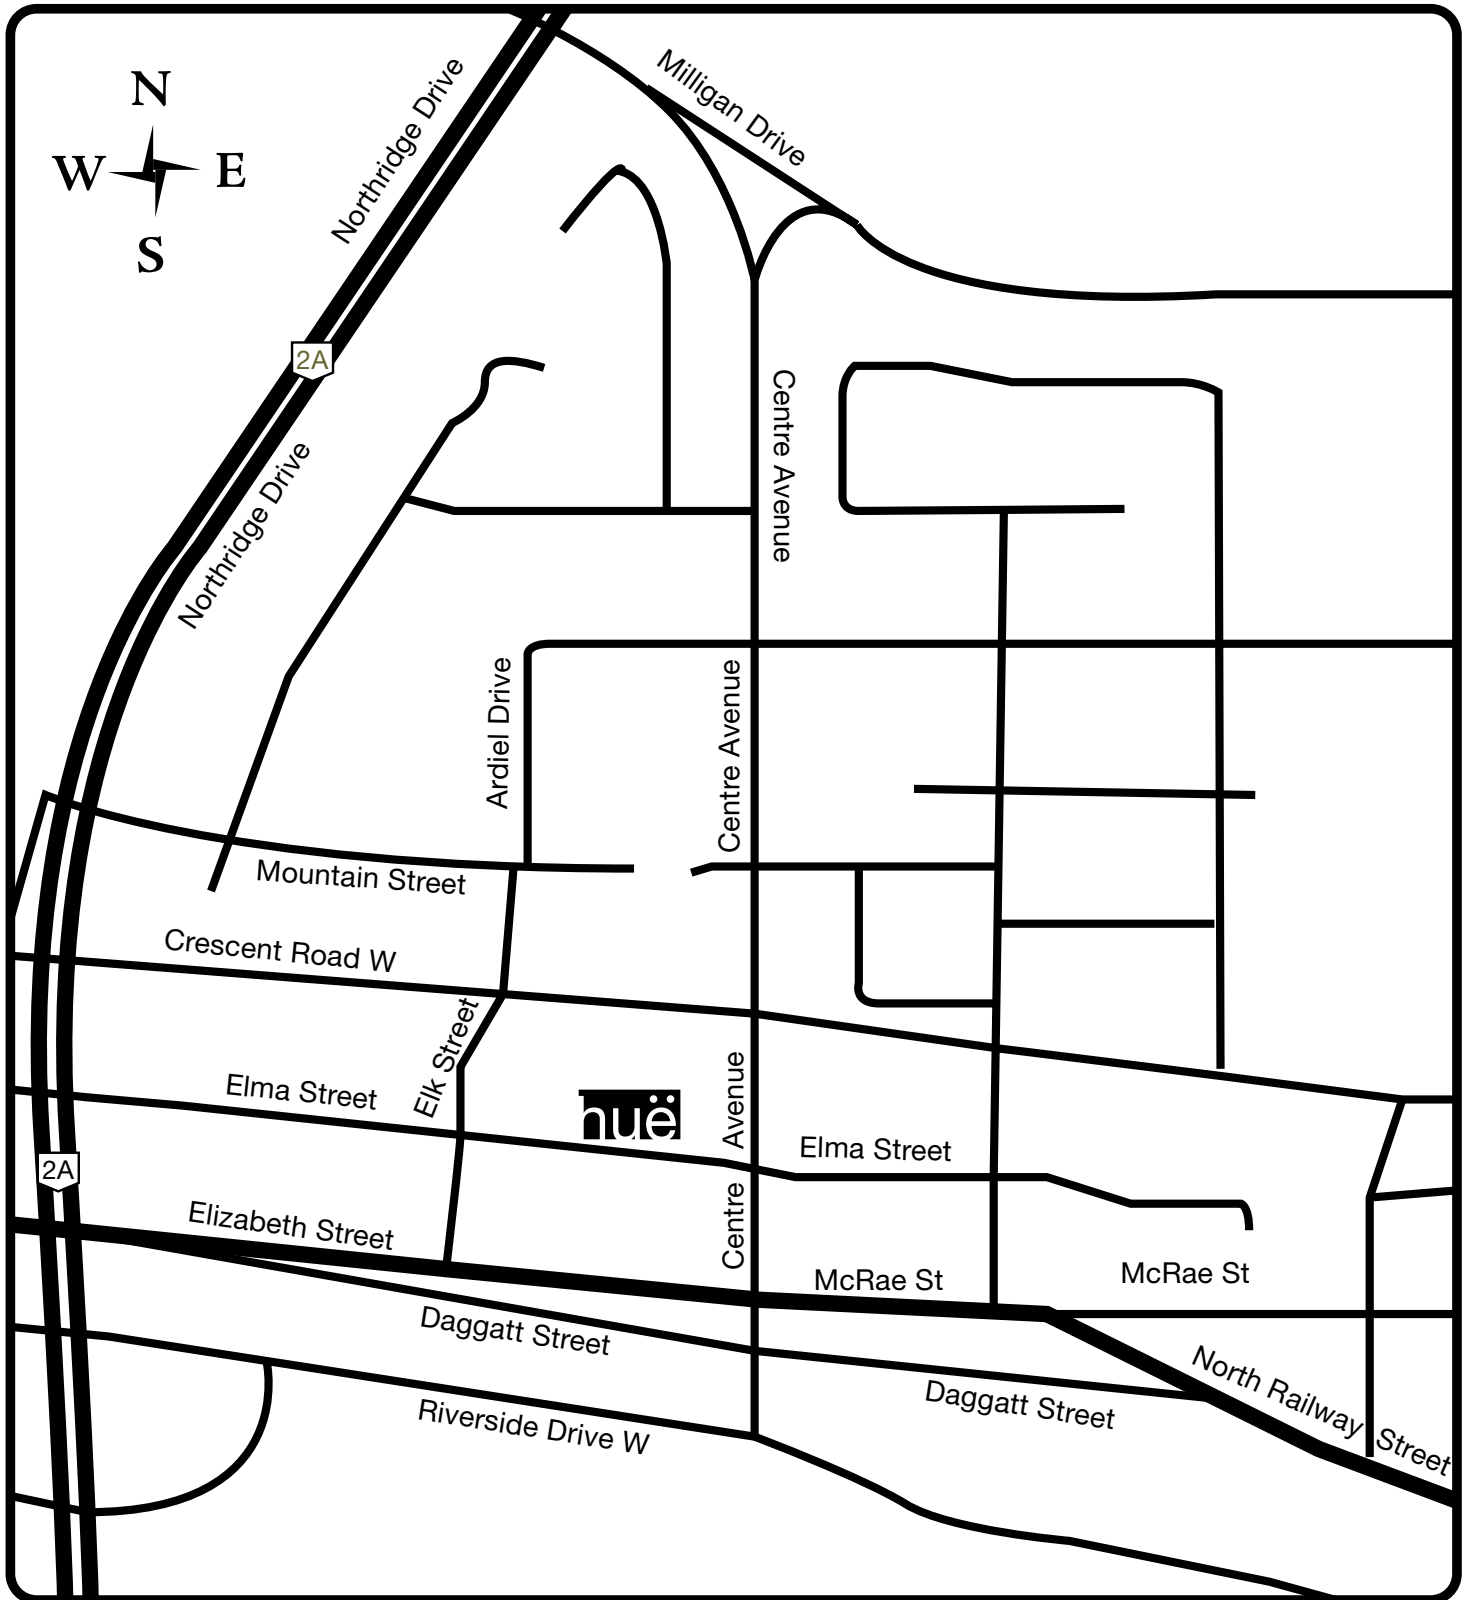 N
W E
S
Northridge Drive
Milligan Drive
2A
Centre Avenue
Northridge Drive
Ardiel Drive
Centre Avenue
Mountain Street
Crescent Road W
Elk Street
Elma Street
huë
Centre Avenue
Elma Street
2A
Elizabeth Street
McRae St
McRae St
Daggatt Street
North Railway Street
Daggatt Street
Riverside Drive W